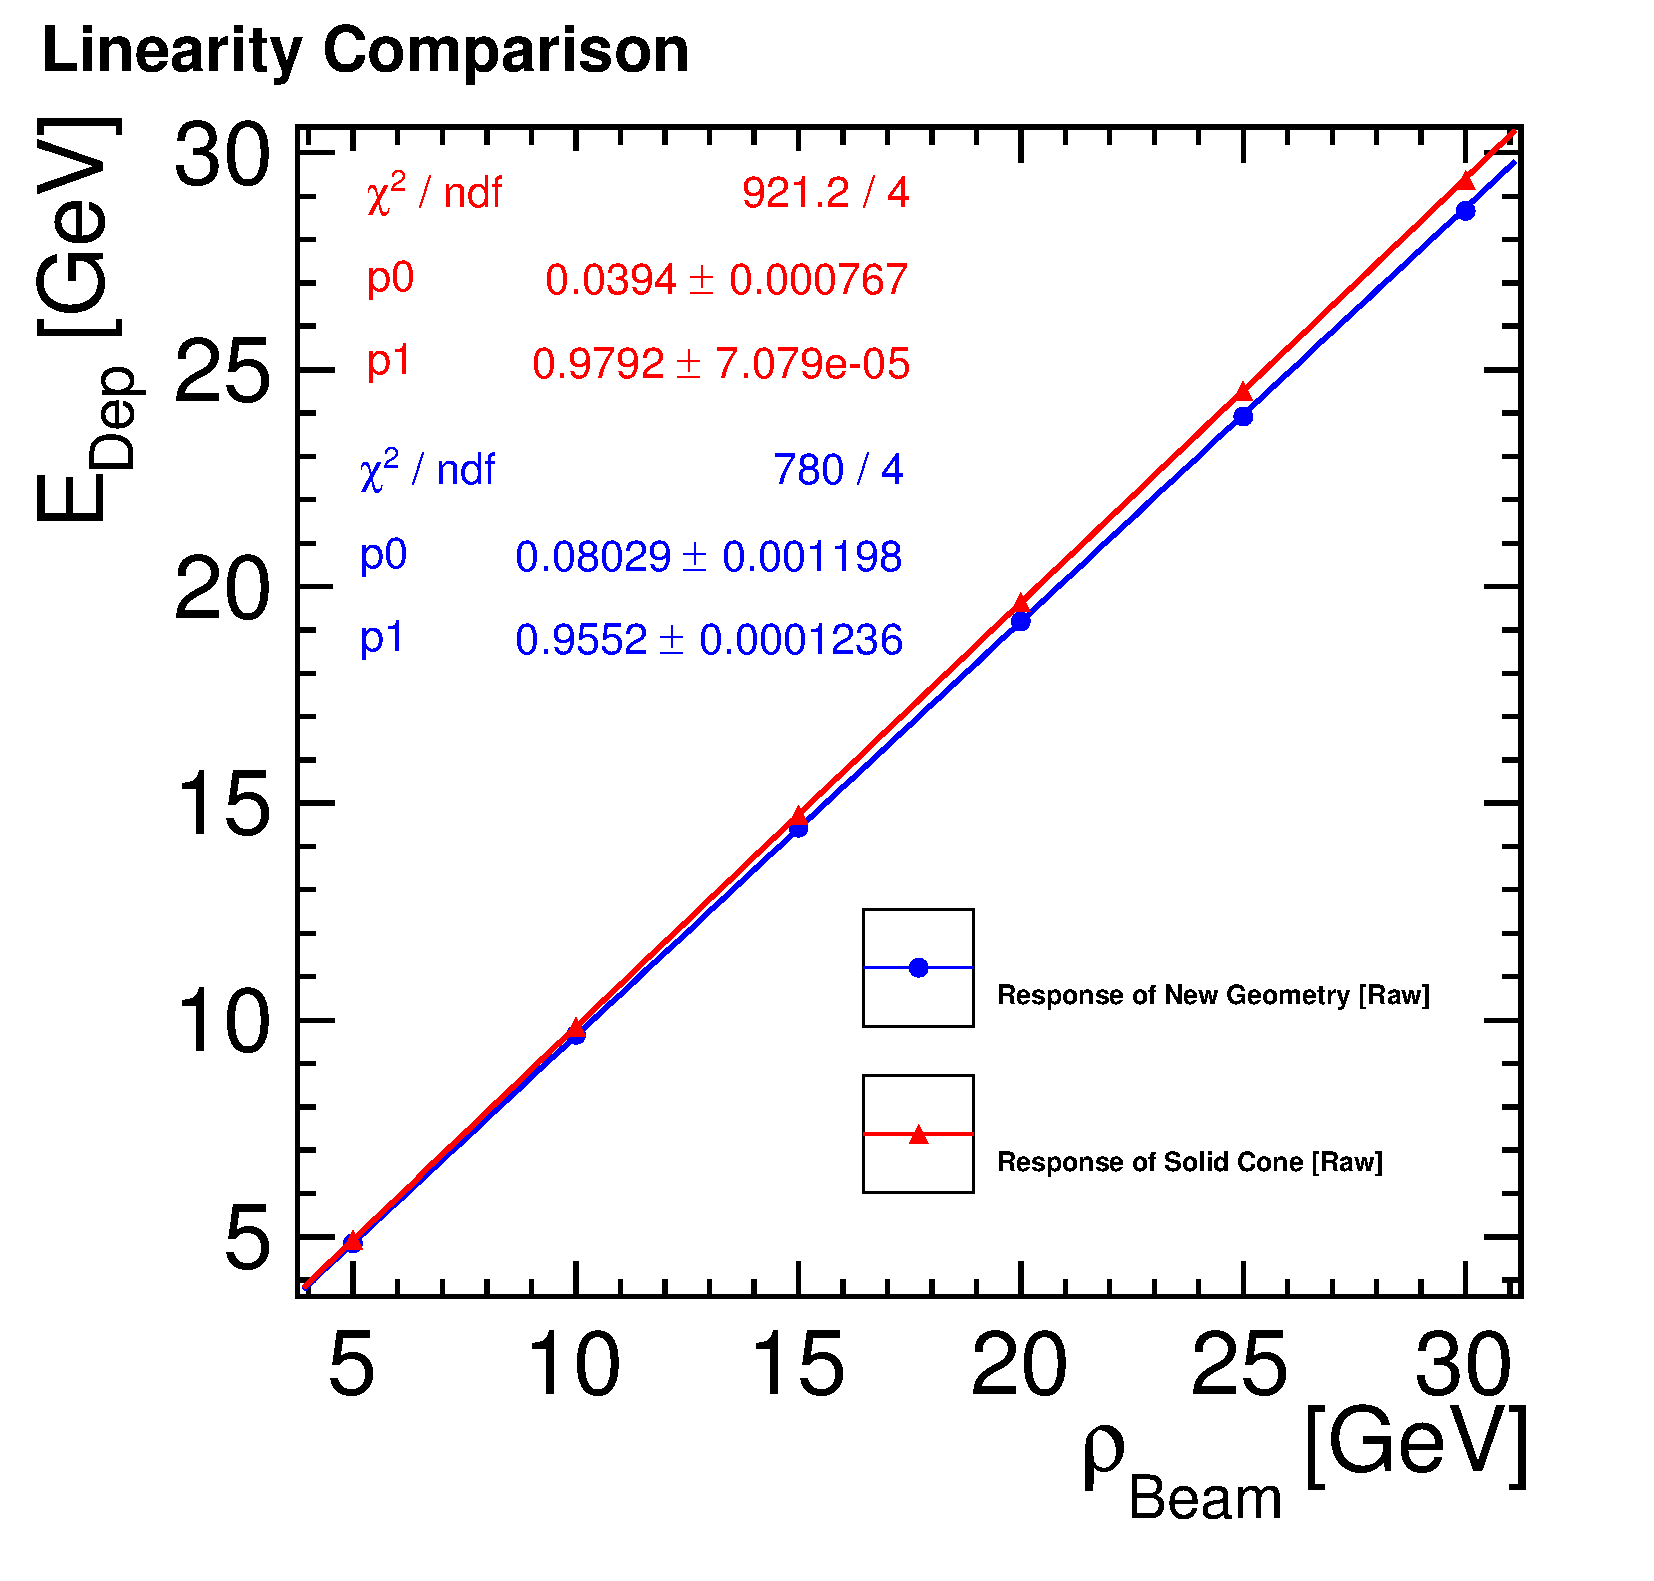 Linearity Comparison
E_Dep [GeV]
30
25
20
15
10
5
χ² / ndf 921.2 / 4
p0 0.0394 ± 0.000767
p1 0.9792 ± 7.079e-05
χ² / ndf 780 / 4
p0 0.08029 ± 0.001198
p1 0.9552 ± 0.0001236
Response of New Geometry [Raw]
Response of Solid Cone [Raw]
5 10 15 20 25 30
ρ_Beam [GeV]